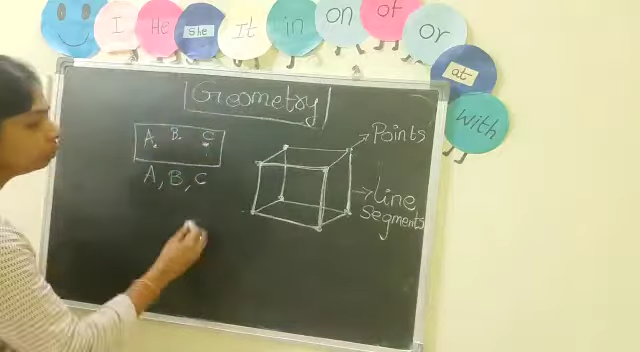 I
He
she
It
in
on
of
or
at
with
Geometry
A. B. C
A, B, C
Points
Line
Segments